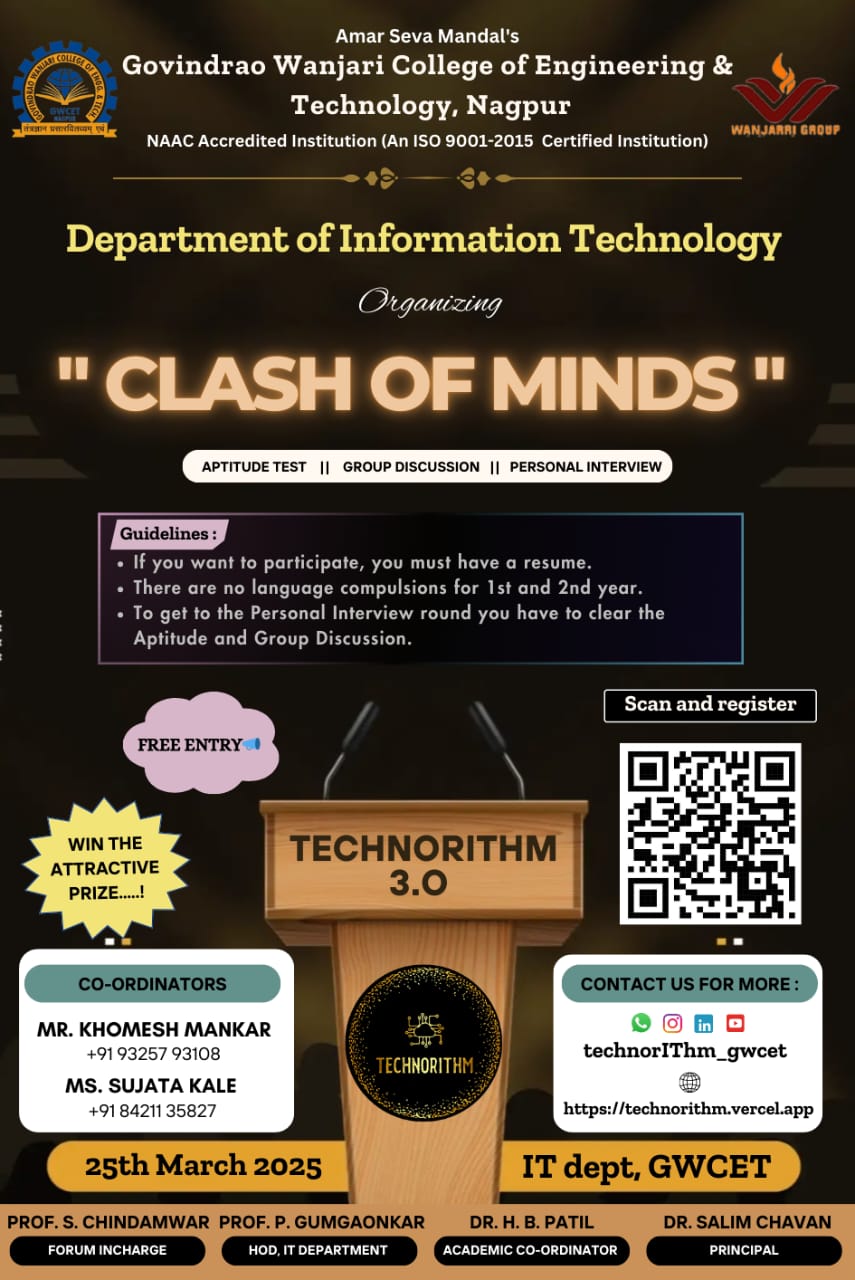 Amar Seva Mandal's
Govindrao Wanjari College of Engineering &
Technology, Nagpur
NAAC Accredited Institution (An ISO 9001-2015 Certified Institution)
GOVINDRAO WANJARI COLLEGE OF ENGG. & TECH.
GWCET
NAGPUR
WANJARRI GROUP
Department of Information Technology
Organizing
" CLASH OF MINDS "
APTITUDE TEST || GROUP DISCUSSION || PERSONAL INTERVIEW
Guidelines :
• If you want to participate, you must have a resume.
• There are no language compulsions for 1st and 2nd year.
• To get to the Personal Interview round you have to clear the
Aptitude and Group Discussion.
FREE ENTRY
Scan and register
WIN THE
ATTRACTIVE
PRIZE.....!
TECHNORITHM
3.O
CO-ORDINATORS
MR. KHOMESH MANKAR
+91 93257 93108
MS. SUJATA KALE
+91 84211 35827
TECHNORITHM
CONTACT US FOR MORE :
technorIThm_gwcet
https://technorithm.vercel.app
25th March 2025
IT dept, GWCET
PROF. S. CHINDAMWAR
FORUM INCHARGE
PROF. P. GUMGAONKAR
HOD, IT DEPARTMENT
DR. H. B. PATIL
ACADEMIC CO-ORDINATOR
DR. SALIM CHAVAN
PRINCIPAL